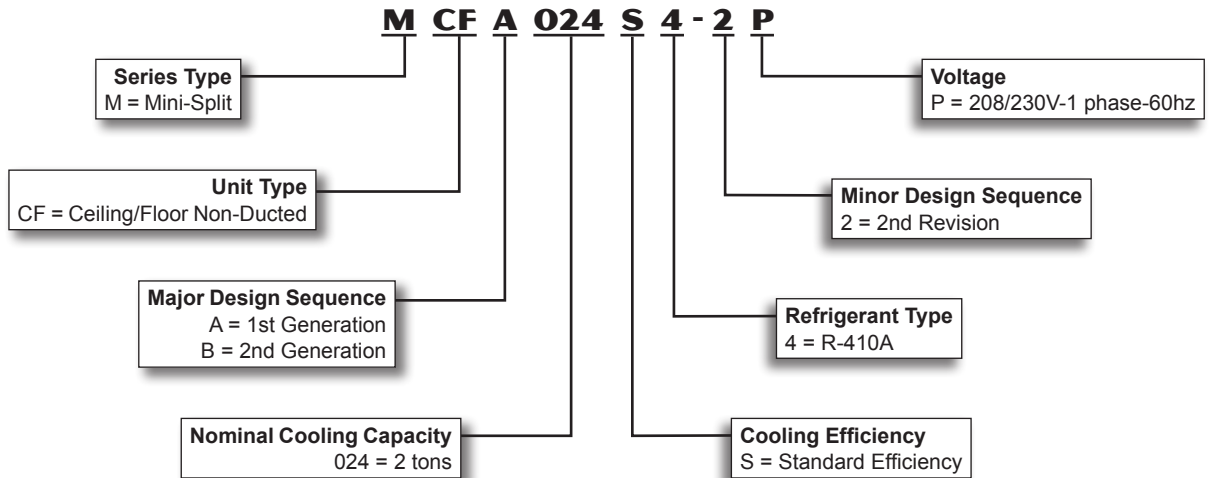 M CF A 024 S 4 - 2 P
Series Type
M = Mini-Split
Voltage
P = 208/230V-1 phase-60hz
Unit Type
CF = Ceiling/Floor Non-Ducted
Minor Design Sequence
2 = 2nd Revision
Major Design Sequence
A = 1st Generation
B = 2nd Generation
Refrigerant Type
4 = R-410A
Nominal Cooling Capacity
024 = 2 tons
Cooling Efficiency
S = Standard Efficiency